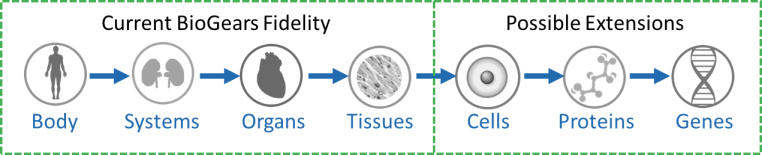 Current BioGears Fidelity
Possible Extensions
Body
Systems
Organs
Tissues
Cells
Proteins
Genes